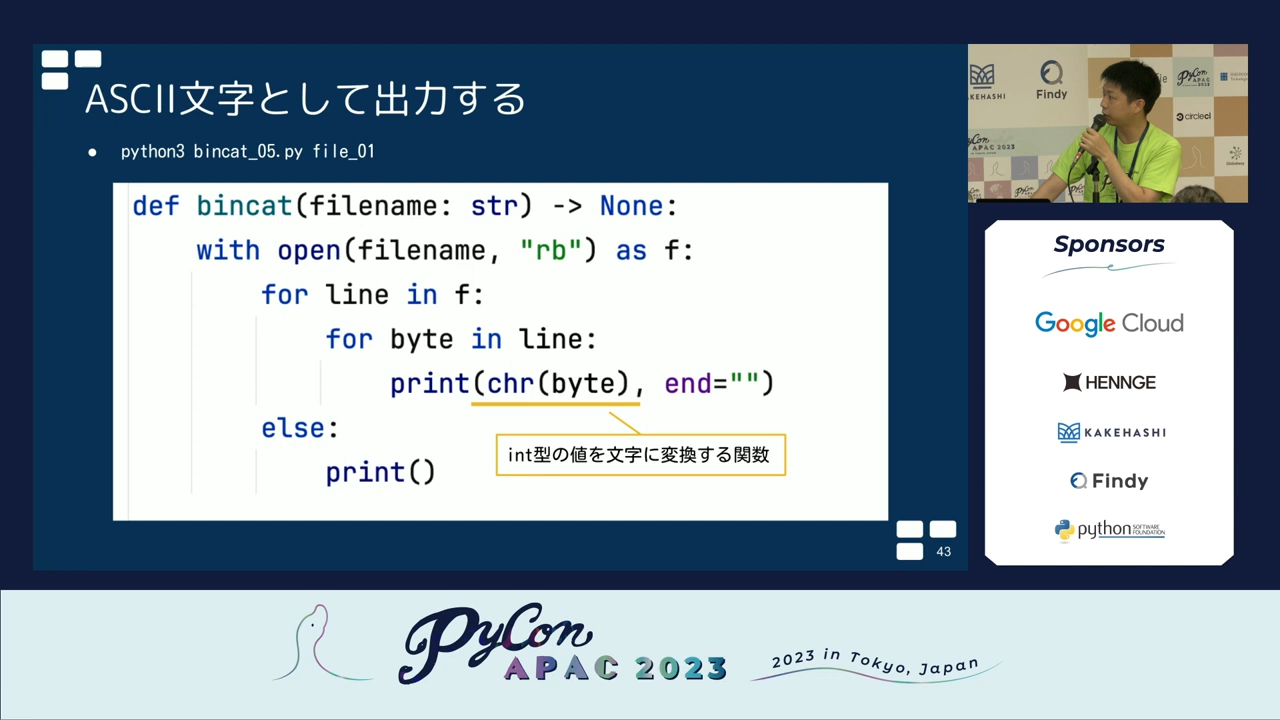 ASCII文字として出力する
● python3 bincat_05.py file_01
def bincat(filename: str) -> None:
with open(filename, "rb") as f:
for line in f:
for byte in line:
print(chr(byte), end="")
else:
print()
int型の値を文字に変換する関数
43
KAKEHASHI
Findy
PyCon APAC 2023
circleci
Sponsors
Google Cloud
HENNGE
KAKEHASHI
Findy
python SOFTWARE FOUNDATION
PyCon
APAC 2023
2023 in Tokyo, Japan